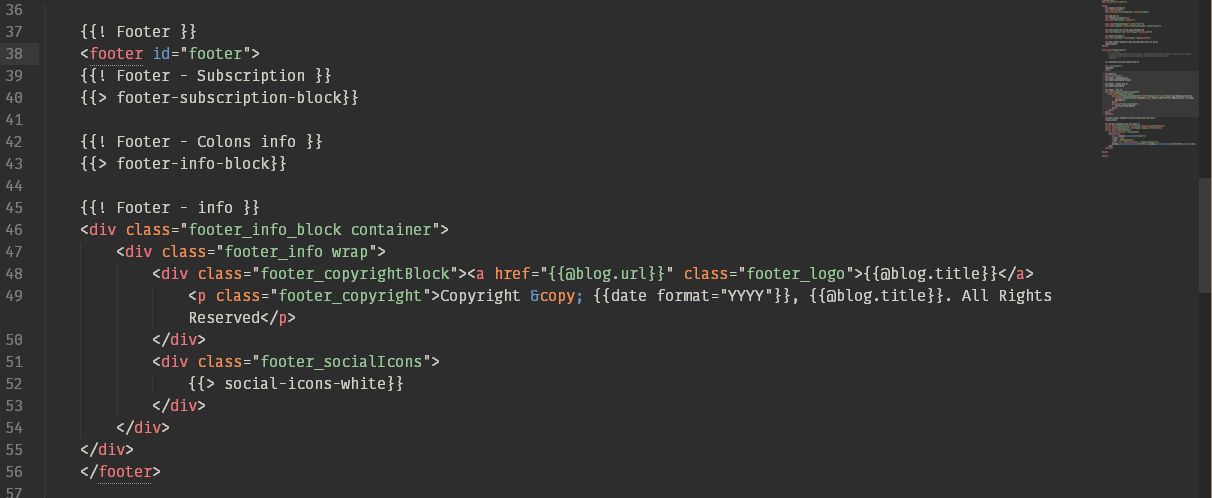 36
37 {{! Footer }}
38 <footer id="footer">
39 {{! Footer - Subscription }}
40 {{> footer-subscription-block}}
41
42 {{! Footer - Colons info }}
43 {{> footer-info-block}}
44
45 {{! Footer - info }}
46 <div class="footer_info_block container">
47 <div class="footer_info wrap">
48 <div class="footer_copyrightBlock"><a href="{{@blog.url}}" class="footer_logo">{{@blog.title}}</a>
49 <p class="footer_copyright">Copyright &copy; {{date format="YYYY"}}, {{@blog.title}}. All Rights
Reserved</p>
50 </div>
51 <div class="footer_socialIcons">
52 {{> social-icons-white}}
53 </div>
54 </div>
55 </div>
56 </footer>
57